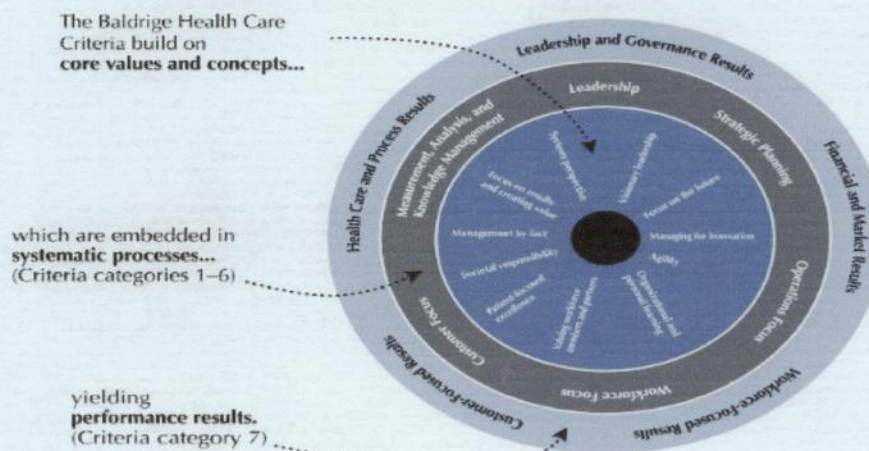 The Baldrige Health Care
Criteria build on
core values and concepts...
which are embedded in
systematic processes...
(Criteria categories 1–6)
yielding
performance results.
(Criteria category 7)
Leadership and Governance Results
Financial and Market Results
Workforce-Focused Results
Customer-Focused Results
Health Care and Process Results
Leadership
Strategic Planning
Operations Focus
Workforce Focus
Customer Focus
Measurement, Analysis, and
Knowledge Management
Visionary leadership
Focus on the future
Managing for innovation
Agility
Organizational and
personal learning
Valuing workforce
members and partners
Patient-focused
excellence
Societal responsibility
Management by fact
Focus on results
and creating value
Systems perspective